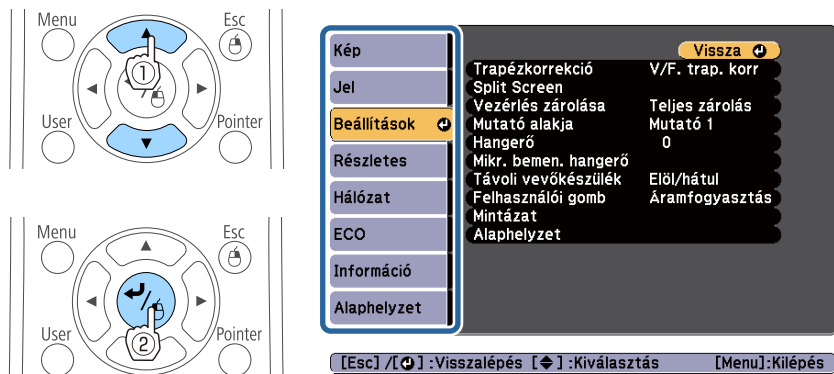 Menu
Esc
①
User
Pointer
Menu
Esc
User
Pointer
②
Kép
Jel
Beállítások
Részletes
Hálózat
ECO
Információ
Alaphelyzet
Vissza
Trapézkorrekció V/F. trap. korr
Split Screen
Vezérlés zárolása Teljes zárolás
Mutató alakja Mutató 1
Hangerő 0
Mikr. bemen. hangerő
Távoli vevőkészülék Elöl/hátul
Felhasználói gomb Áramfogyasztás
Mintázat
Alaphelyzet
[Esc] /[⏎] :Visszalépés [◆] :Kiválasztás [Menu]:Kilépés